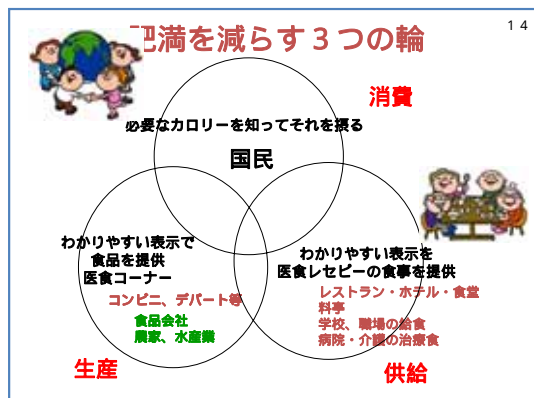 14
肥満を減らす3つの輪
消費
必要なカロリーを知ってそれを摂る
国民
わかりやすい表示で
食品を提供
医食コーナー
コンビニ、デパート等
食品会社
農家、水産業
生産
わかりやすい表示を
医食レセピーの食事を提供
レストラン・ホテル・食堂
料亭
学校、職場の給食
病院・介護の治療食
供給